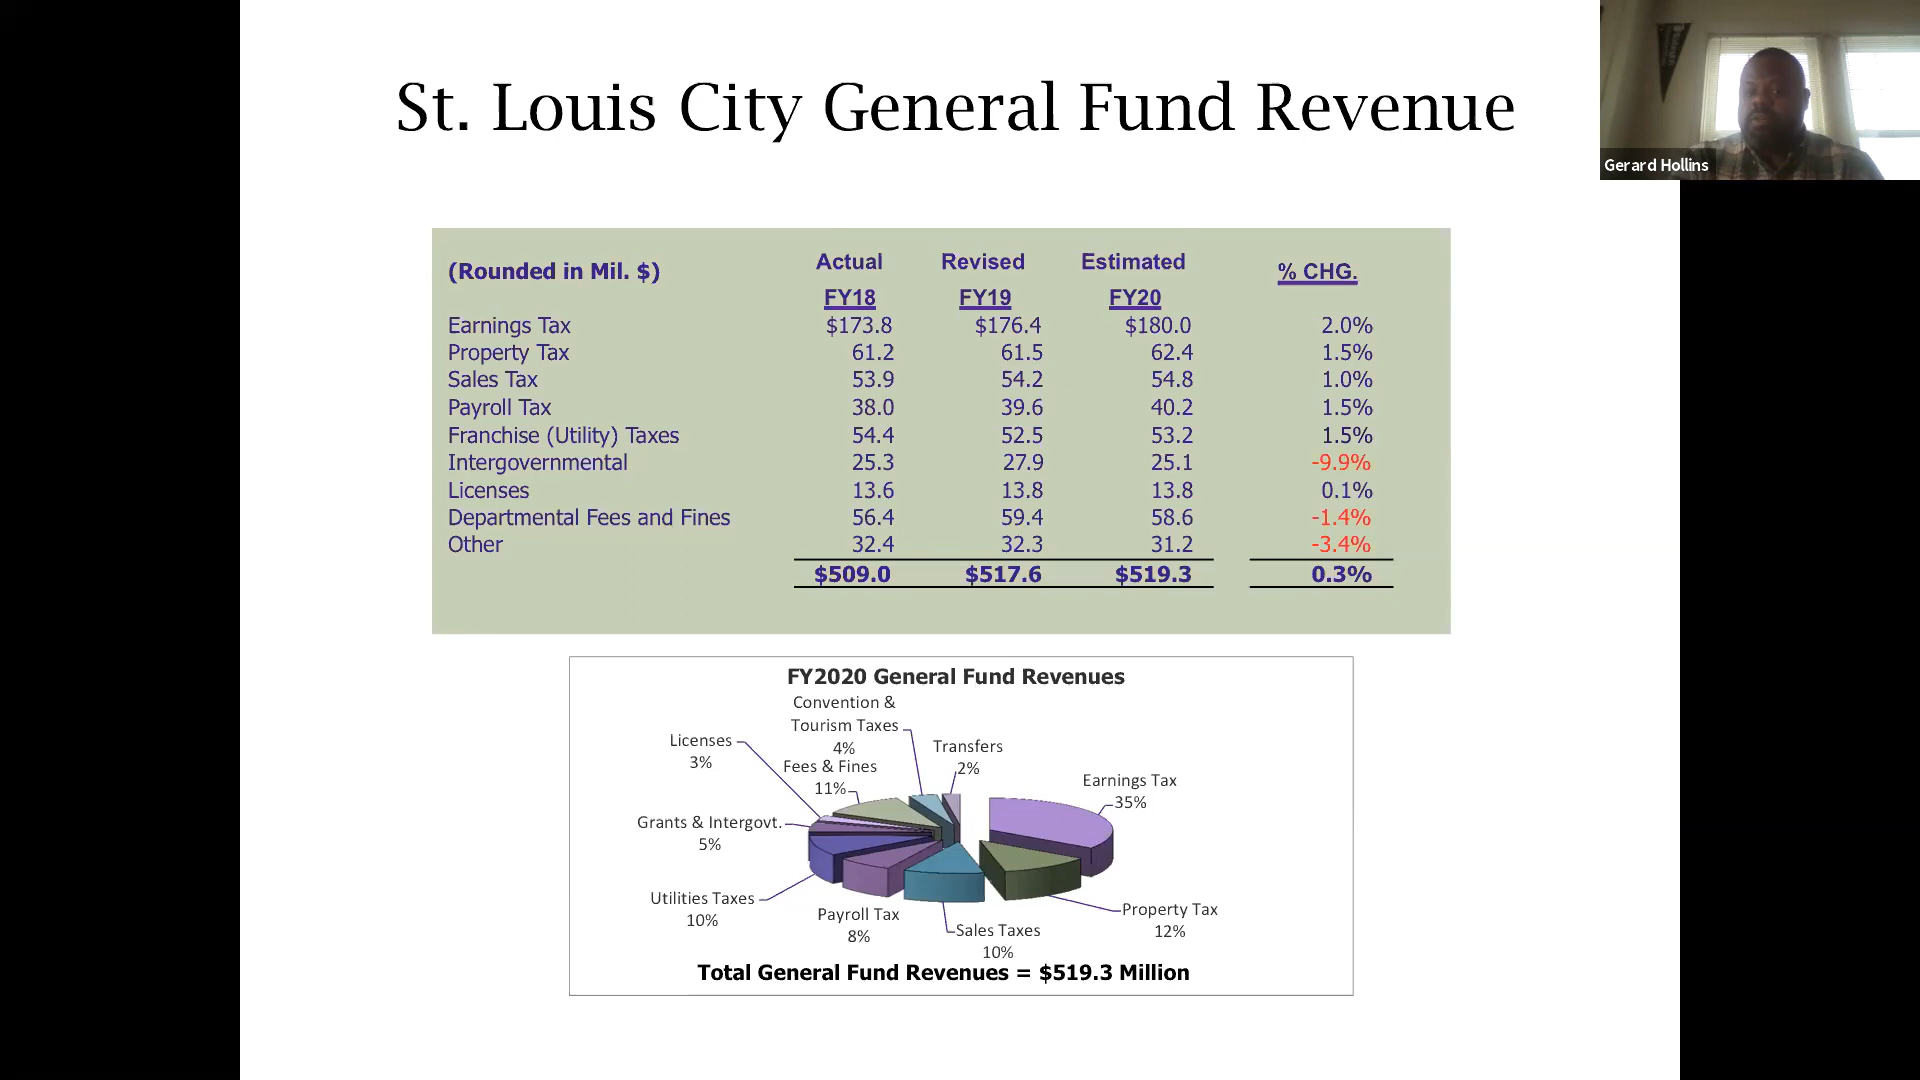 St. Louis City General Fund Revenue
Gerard Hollins
(Rounded in Mil. $) Actual Revised Estimated % CHG.
FY18 FY19 FY20
Earnings Tax $173.8 $176.4 $180.0 2.0%
Property Tax 61.2 61.5 62.4 1.5%
Sales Tax 53.9 54.2 54.8 1.0%
Payroll Tax 38.0 39.6 40.2 1.5%
Franchise (Utility) Taxes 54.4 52.5 53.2 1.5%
Intergovernmental 25.3 27.9 25.1 -9.9%
Licenses 13.6 13.8 13.8 0.1%
Departmental Fees and Fines 56.4 59.4 58.6 -1.4%
Other 32.4 32.3 31.2 -3.4%
$509.0 $517.6 $519.3 0.3%
FY2020 General Fund Revenues
Convention &
Tourism Taxes
4%
Licenses
3%
Transfers
2%
Fees & Fines
11%
Earnings Tax
35%
Grants & Intergovt.
5%
Utilities Taxes
10%
Payroll Tax
8%
Sales Taxes
10%
Property Tax
12%
Total General Fund Revenues = $519.3 Million